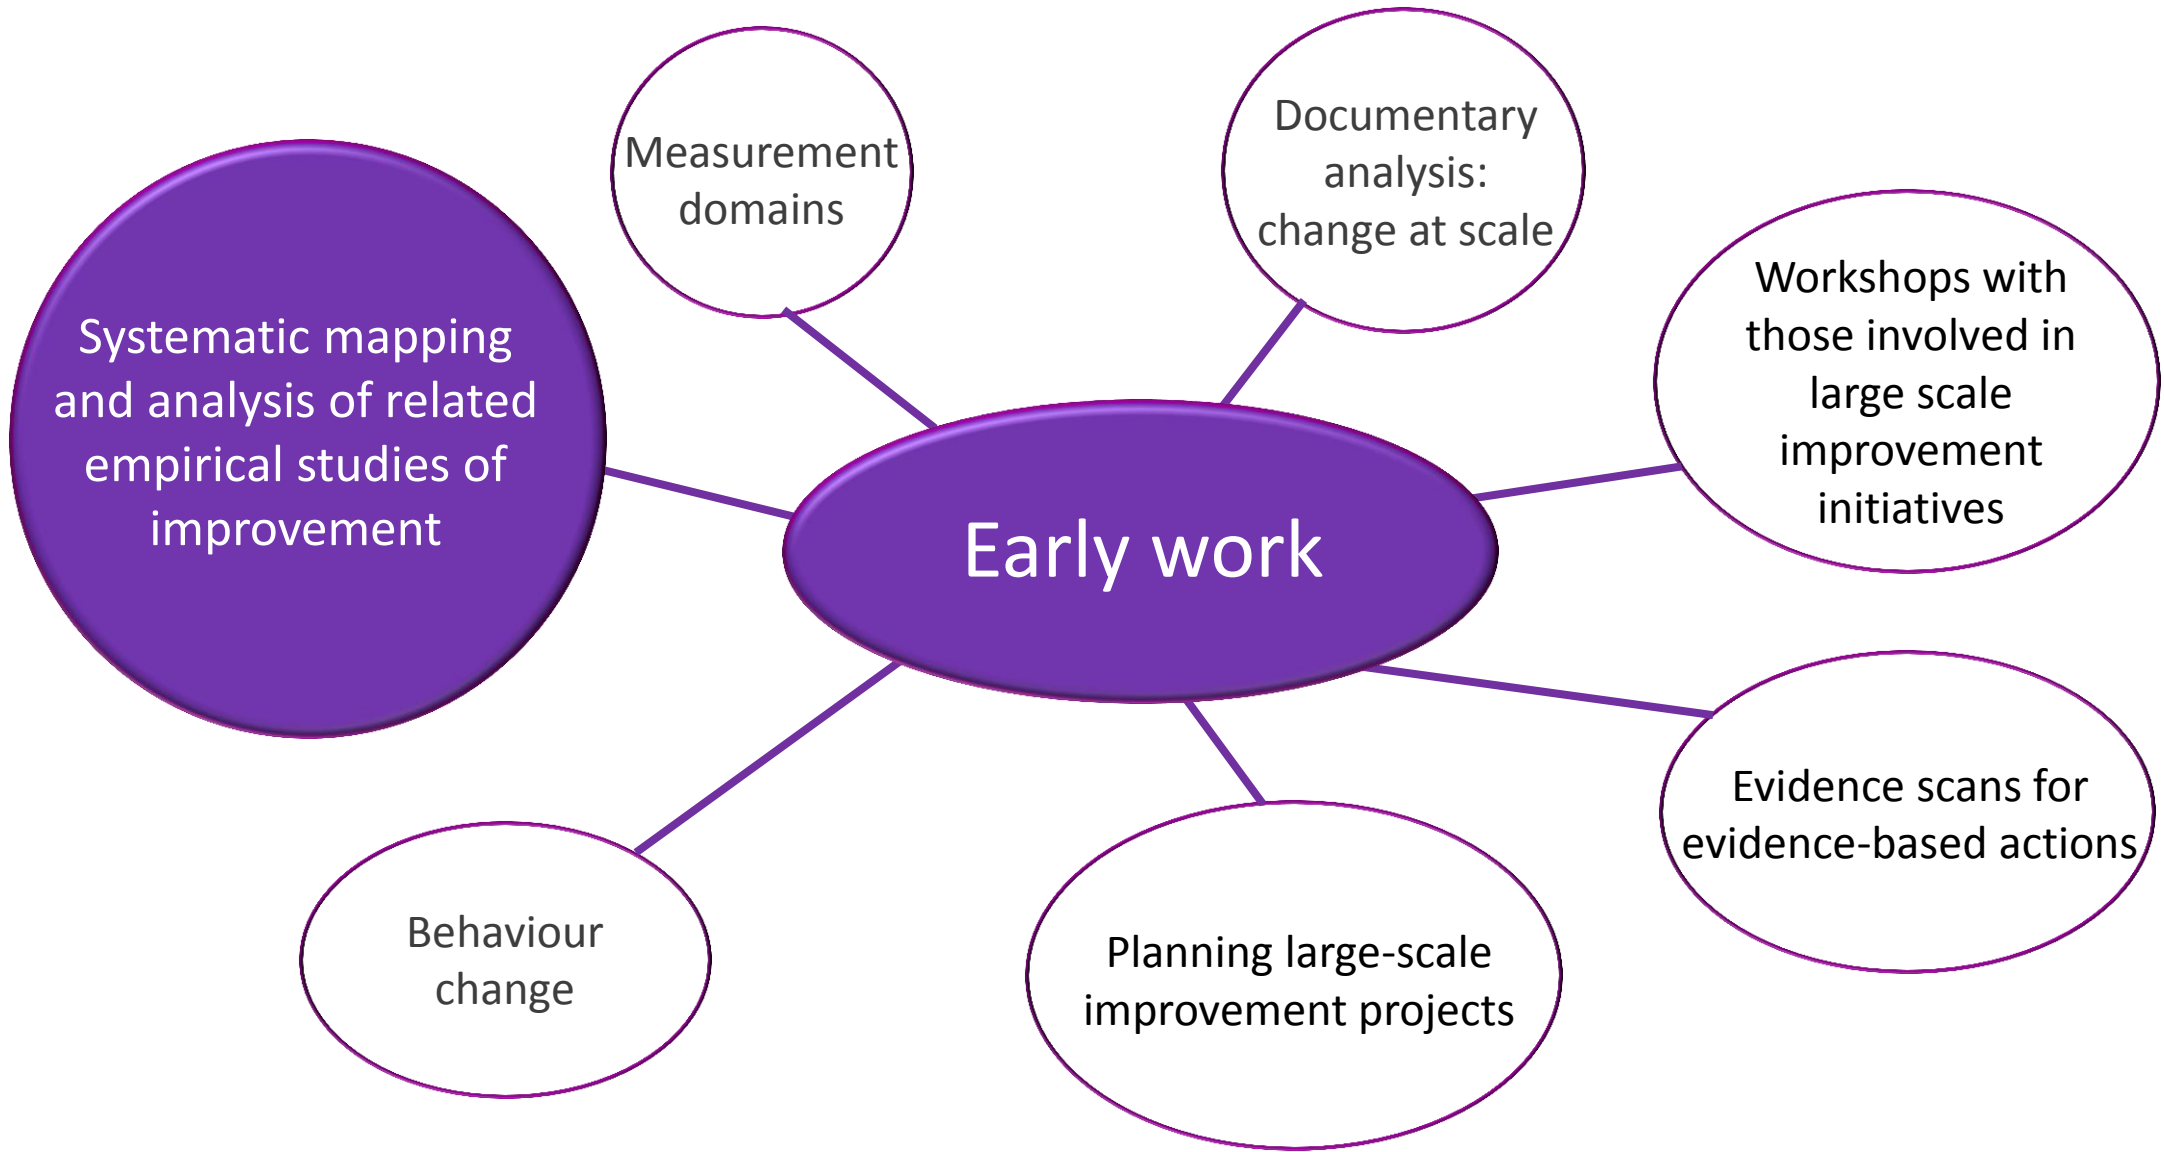 Measurement
domains
Documentary
analysis:
change at scale
Systematic mapping
and analysis of related
empirical studies of
improvement
Workshops with
those involved in
large scale
improvement
initiatives
Early work
Evidence scans for
evidence-based actions
Behaviour
change
Planning large-scale
improvement projects